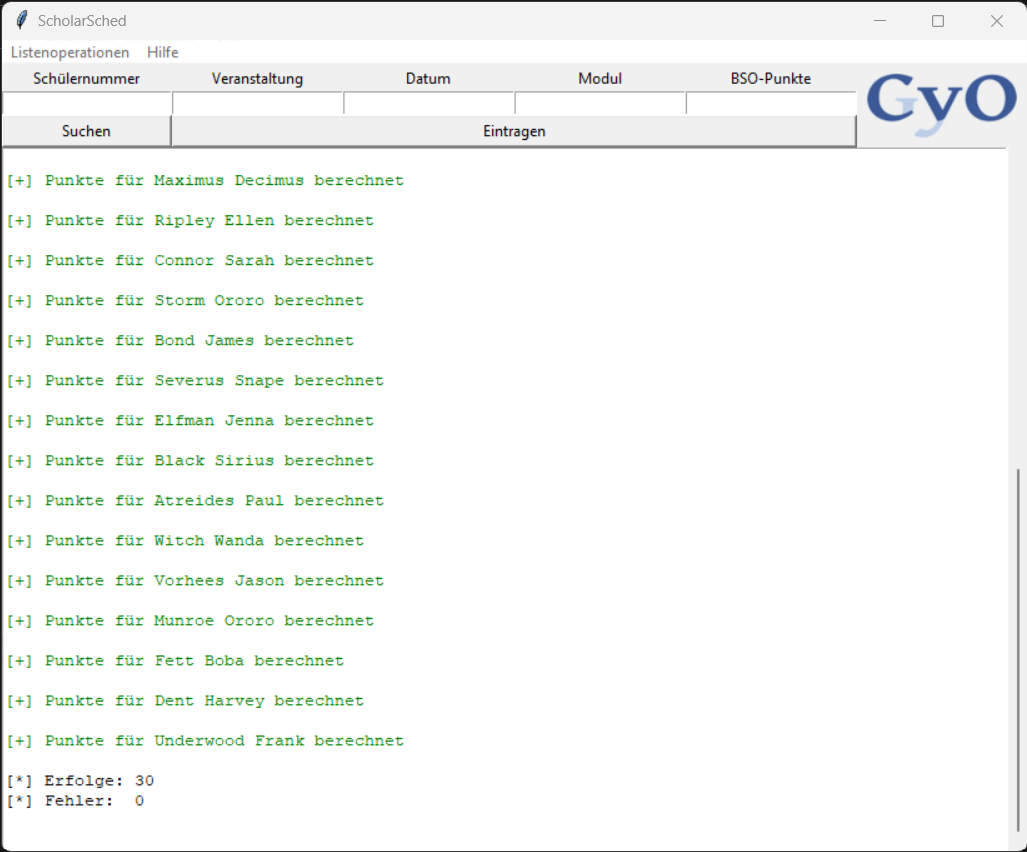 ScholarSched
Listenoperationen Hilfe
Schülernummer Veranstaltung Datum Modul BSO-Punkte
GyO
Suchen Eintragen
[+] Punkte für Maximus Decimus berechnet
[+] Punkte für Ripley Ellen berechnet
[+] Punkte für Connor Sarah berechnet
[+] Punkte für Storm Ororo berechnet
[+] Punkte für Bond James berechnet
[+] Punkte für Severus Snape berechnet
[+] Punkte für Elfman Jenna berechnet
[+] Punkte für Black Sirius berechnet
[+] Punkte für Atreides Paul berechnet
[+] Punkte für Witch Wanda berechnet
[+] Punkte für Vorhees Jason berechnet
[+] Punkte für Munroe Ororo berechnet
[+] Punkte für Fett Boba berechnet
[+] Punkte für Dent Harvey berechnet
[+] Punkte für Underwood Frank berechnet
[*] Erfolge: 30
[*] Fehler:  0